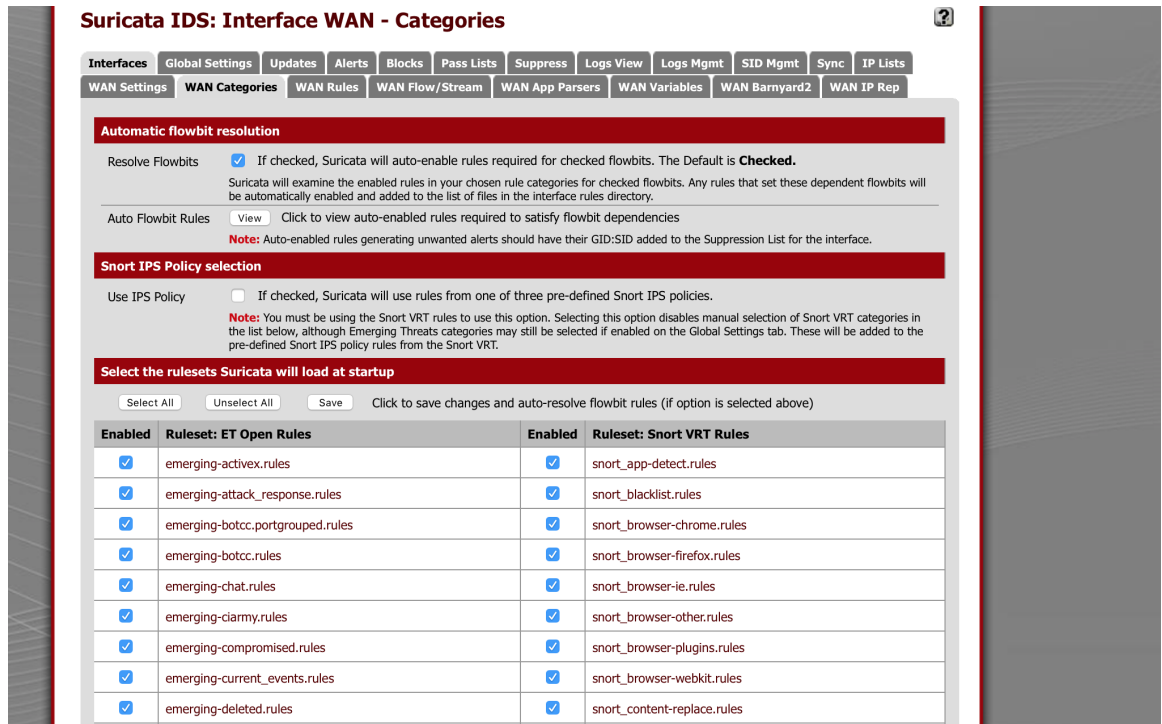 Suricata IDS: Interface WAN - Categories
?
Interfaces Global Settings Updates Alerts Blocks Pass Lists Suppress Logs View Logs Mgmt SID Mgmt Sync IP Lists
WAN Settings WAN Categories WAN Rules WAN Flow/Stream WAN App Parsers WAN Variables WAN Barnyard2 WAN IP Rep
Automatic flowbit resolution
Resolve Flowbits If checked, Suricata will auto-enable rules required for checked flowbits. The Default is Checked.
Suricata will examine the enabled rules in your chosen rule categories for checked flowbits. Any rules that set these dependent flowbits will
be automatically enabled and added to the list of files in the interface rules directory.
Auto Flowbit Rules View Click to view auto-enabled rules required to satisfy flowbit dependencies
Note: Auto-enabled rules generating unwanted alerts should have their GID:SID added to the Suppression List for the interface.
Snort IPS Policy selection
Use IPS Policy If checked, Suricata will use rules from one of three pre-defined Snort IPS policies.
Note: You must be using the Snort VRT rules to use this option. Selecting this option disables manual selection of Snort VRT categories in
the list below, although Emerging Threats categories may still be selected if enabled on the Global Settings tab. These will be added to the
pre-defined Snort IPS policy rules from the Snort VRT.
Select the rulesets Suricata will load at startup
Select All Unselect All Save Click to save changes and auto-resolve flowbit rules (if option is selected above)
Enabled Ruleset: ET Open Rules Enabled Ruleset: Snort VRT Rules
emerging-activex.rules snort_app-detect.rules
emerging-attack_response.rules snort_blacklist.rules
emerging-botcc.portgrouped.rules snort_browser-chrome.rules
emerging-botcc.rules snort_browser-firefox.rules
emerging-chat.rules snort_browser-ie.rules
emerging-ciarmy.rules snort_browser-other.rules
emerging-compromised.rules snort_browser-plugins.rules
emerging-current_events.rules snort_browser-webkit.rules
emerging-deleted.rules snort_content-replace.rules